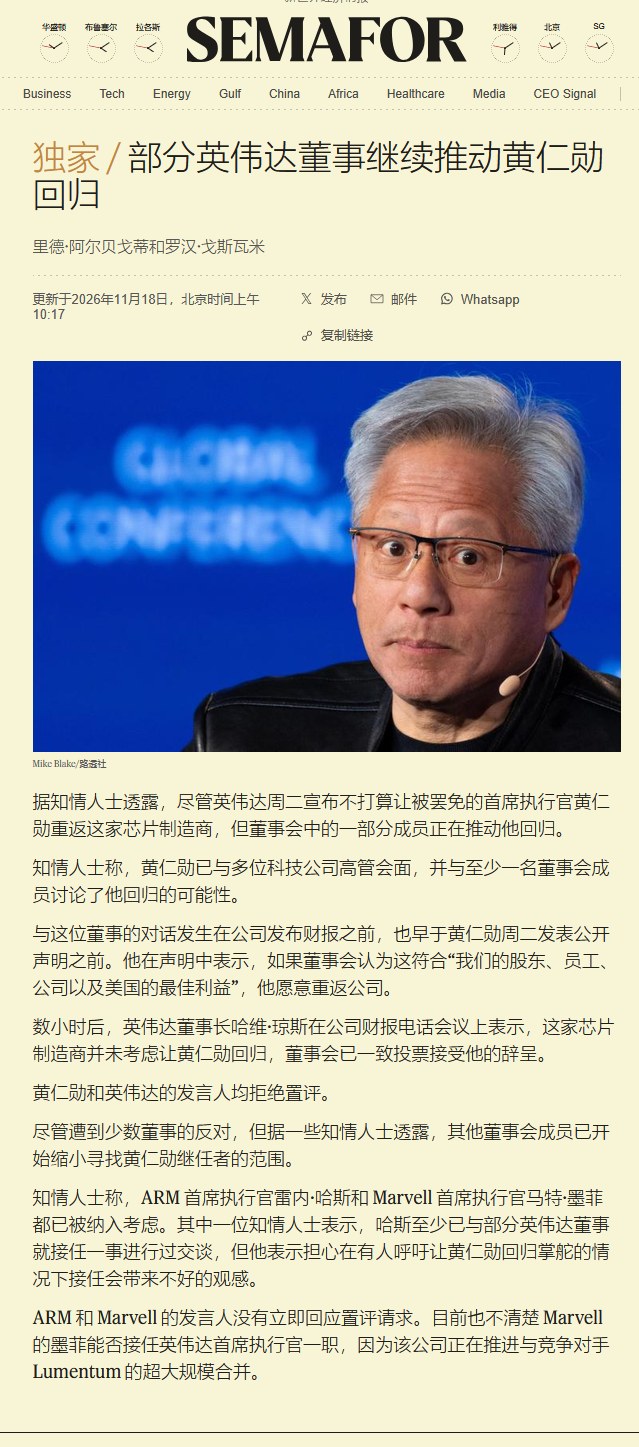 华盛顿
布鲁塞尔
拉各斯
SEMAFOR
利雅得
北京
SG
Business
Tech
Energy
Gulf
China
Africa
Healthcare
Media
CEO Signal
独家 / 部分英伟达董事继续推动黄仁勋
回归
里德·阿尔贝戈蒂和罗汉·戈斯瓦米
更新于2026年11月18日，北京时间上午
10:17
发布
邮件
Whatsapp
复制链接
GLOBAL
CONFERENC
Mike Blake/路透社
据知情人士透露，尽管英伟达周二宣布不打算让被罢免的首席执行官黄仁
勋重返这家芯片制造商，但董事会中的一部分成员正在推动他回归。
知情人士称，黄仁勋已与多位科技公司高管会面，并与至少一名董事会成
员讨论了他回归的可能性。
与这位董事的对话发生在公司发布财报之前，也早于黄仁勋周二发表公开
声明之前。他在声明中表示，如果董事会认为这符合“我们的股东、员工、
公司以及美国的最佳利益”，他愿意重返公司。
数小时后，英伟达董事长哈维·琼斯在公司财报电话会议上表示，这家芯片
制造商并未考虑让黄仁勋回归，董事会已一致投票接受他的辞呈。
黄仁勋和英伟达的发言人均拒绝置评。
尽管遭到少数董事的反对，但据一些知情人士透露，其他董事会成员已开
始缩小寻找黄仁勋继任者的范围。
知情人士称，ARM 首席执行官雷内·哈斯和 Marvell 首席执行官马特·墨菲
都已被纳入考虑。其中一位知情人士表示，哈斯至少已与部分英伟达董事
就接任一事进行过交谈，但他表示担心在有人呼吁让黄仁勋回归掌舵的情
况下接任会带来不好的观感。
ARM 和 Marvell 的发言人没有立即回应置评请求。目前也不清楚 Marvell
的墨菲能否接任英伟达首席执行官一职，因为该公司正在推进与竞争对手
Lumentum 的超大规模合并。